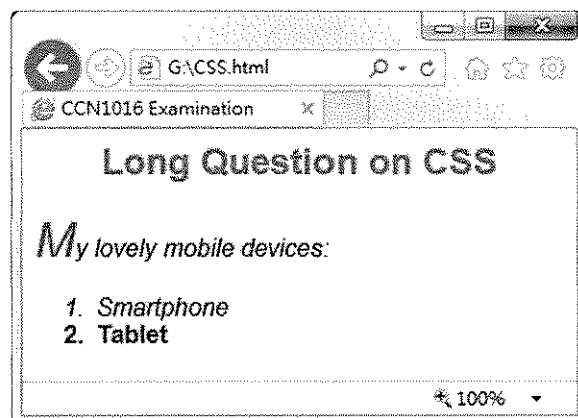 G:\CSS.html
CCN1016 Examination
Long Question on CSS
My lovely mobile devices:
1. Smartphone
2. Tablet
100%